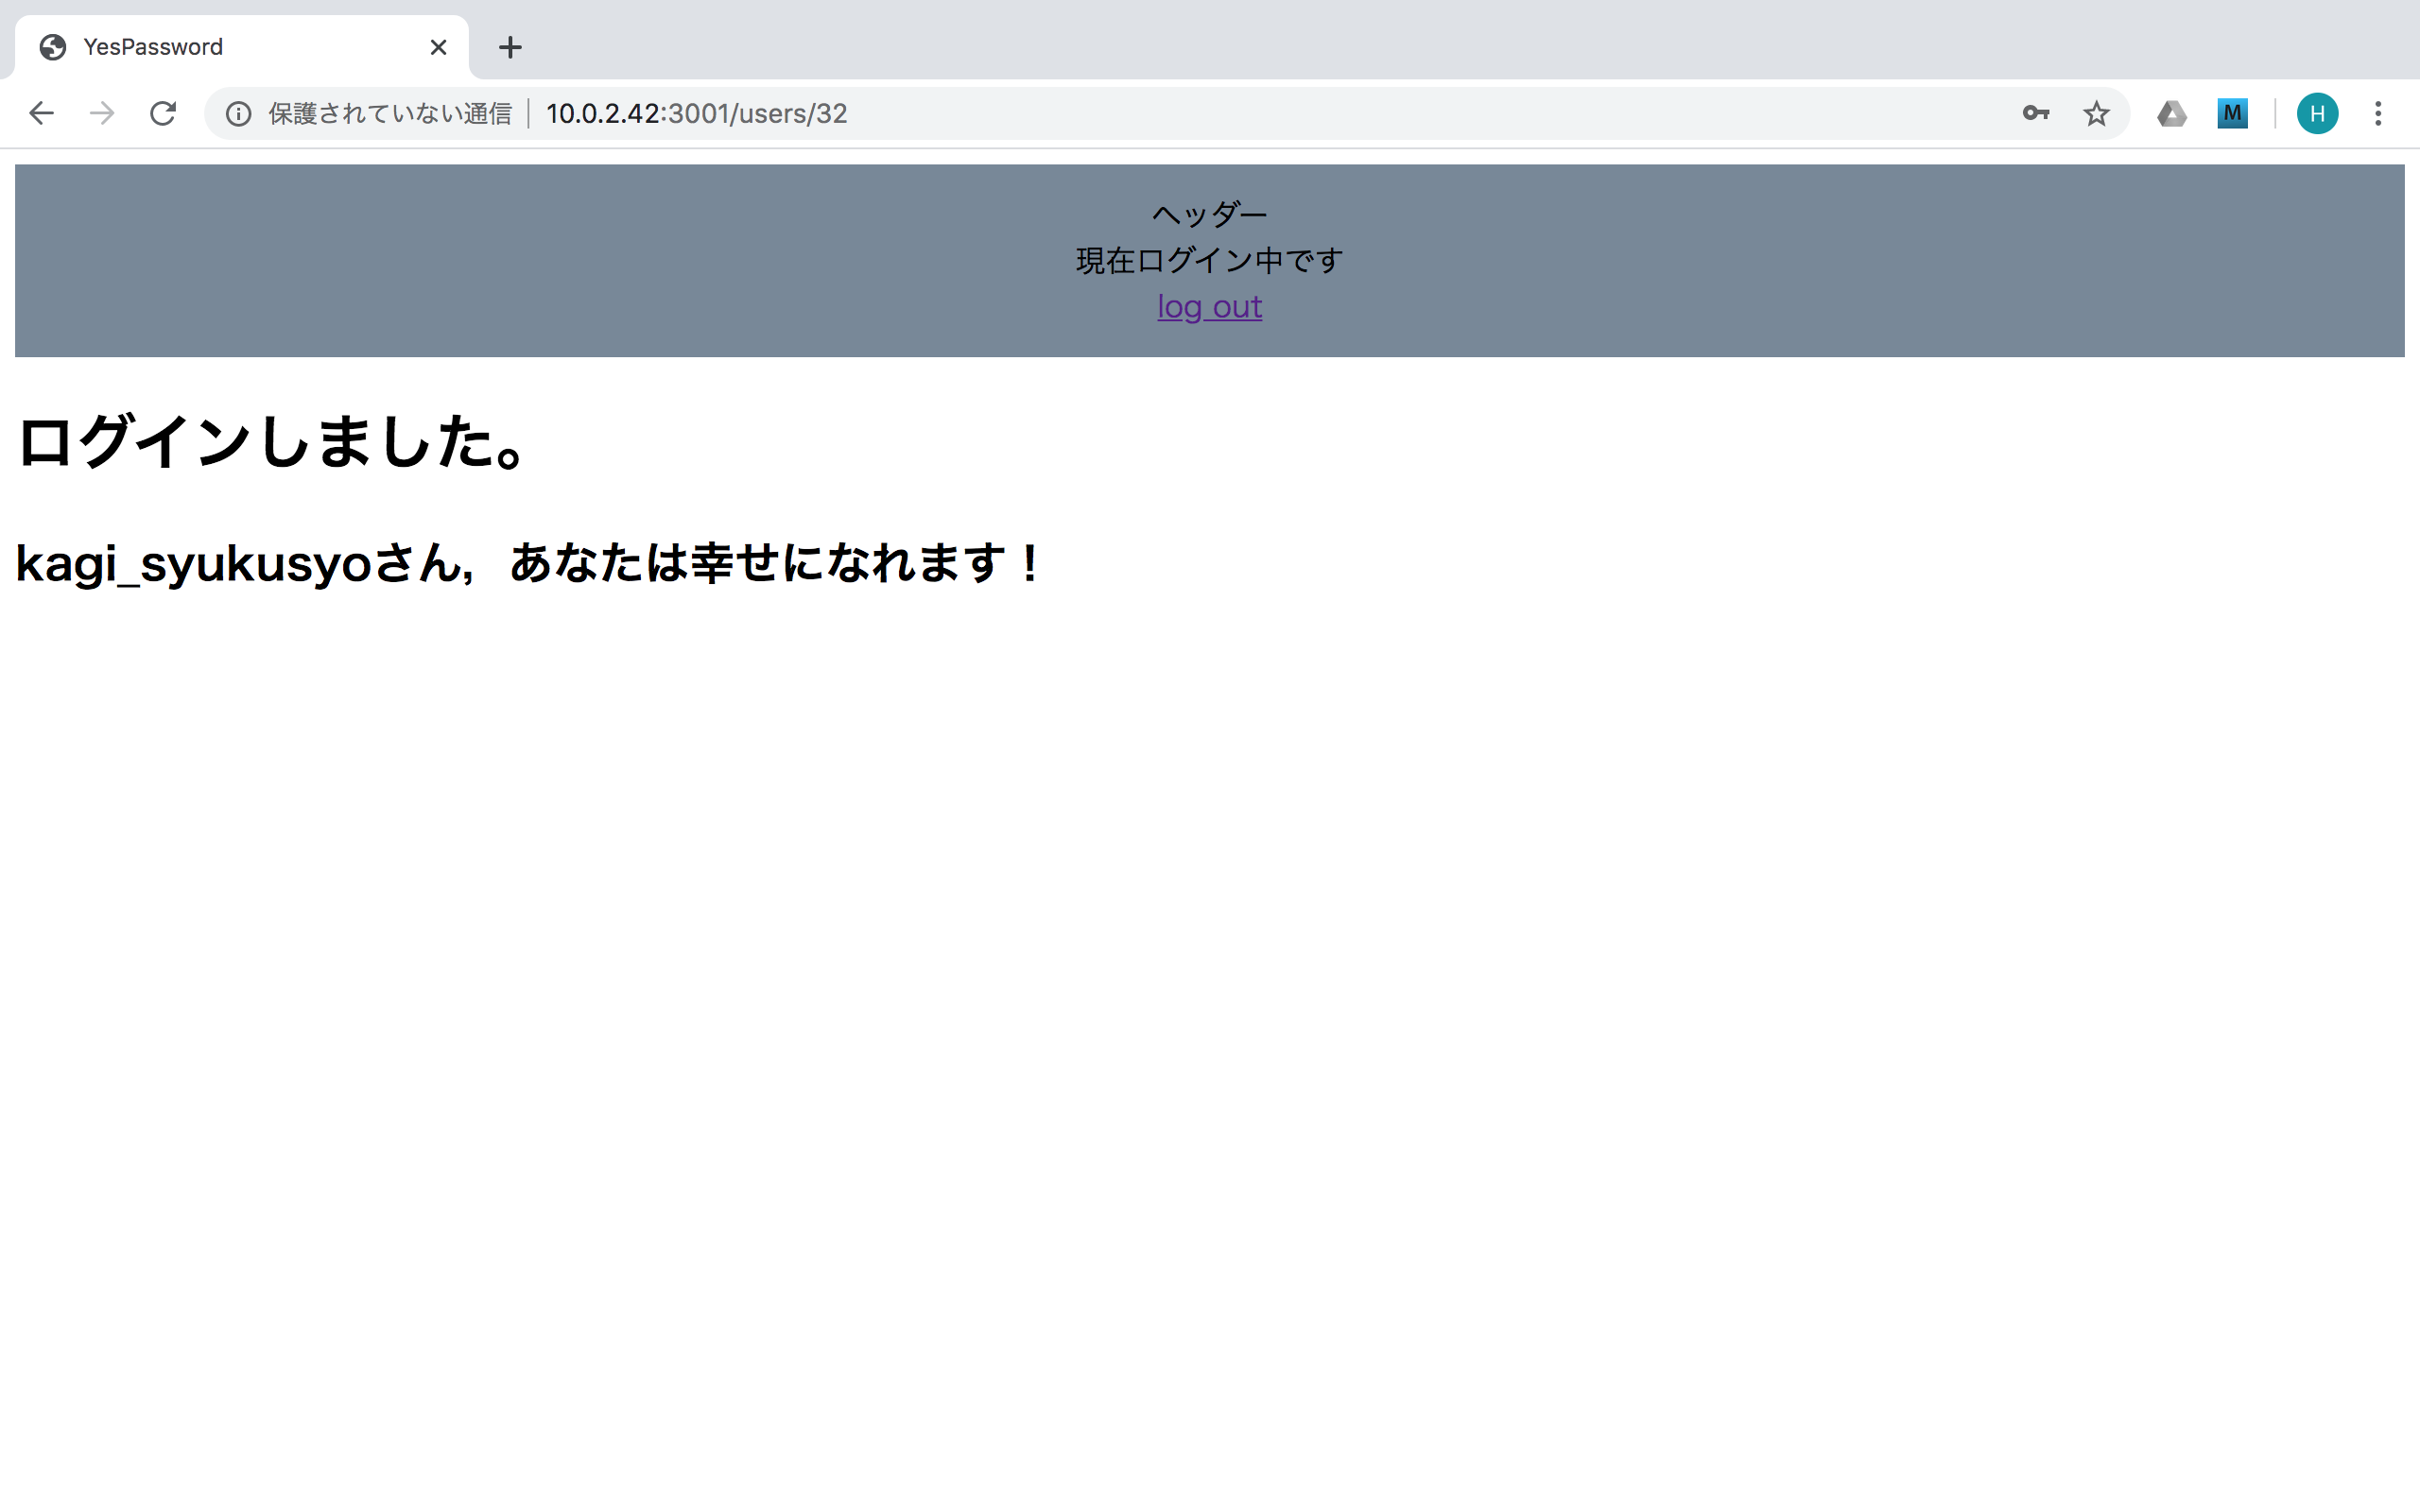 YesPassword
保護されていない通信 10.0.2.42:3001/users/32
M
H
ヘッダー
現在ログイン中です
log out
ログインしました。
kagi_syukusyoさん，あなたは幸せになれます！